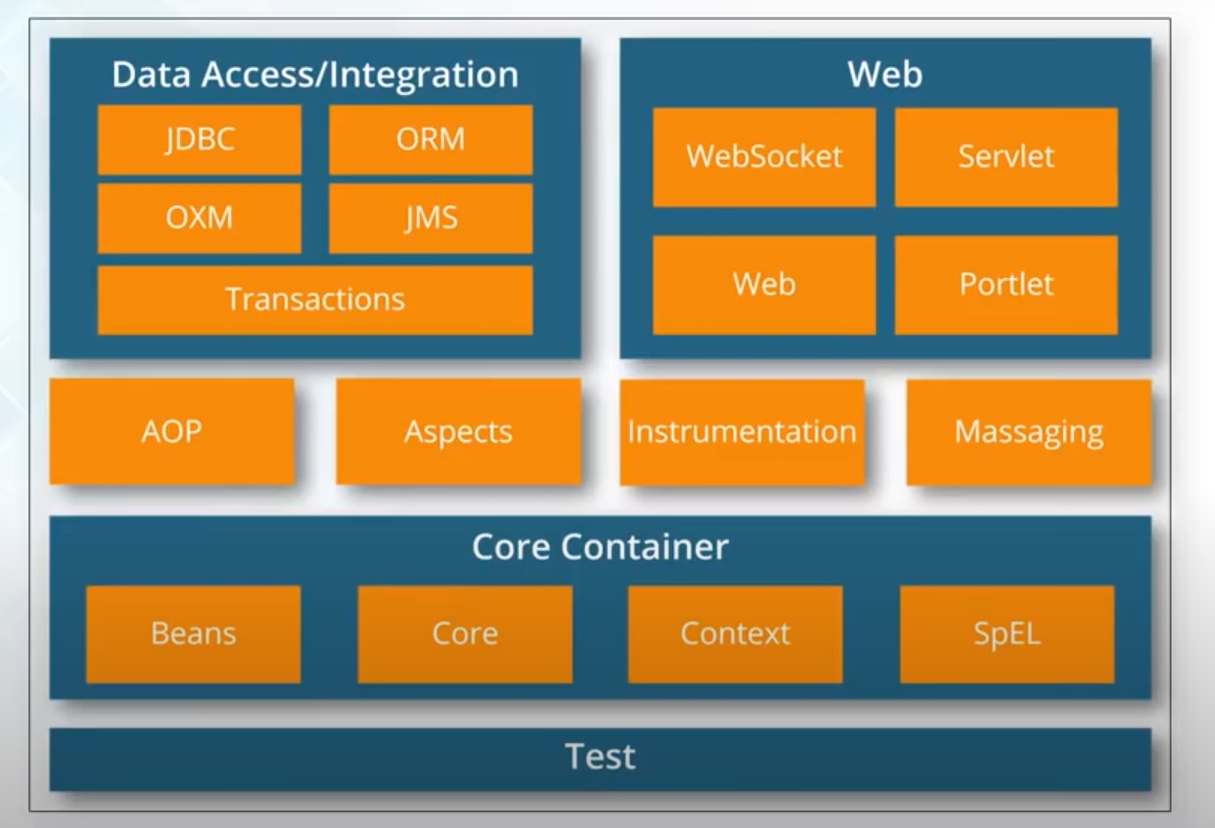 Data Access/Integration
JDBC
ORM
OXM
JMS
Transactions
Web
WebSocket
Servlet
Web
Portlet
AOP
Aspects
Instrumentation
Massaging
Core Container
Beans
Core
Context
SpEL
Test